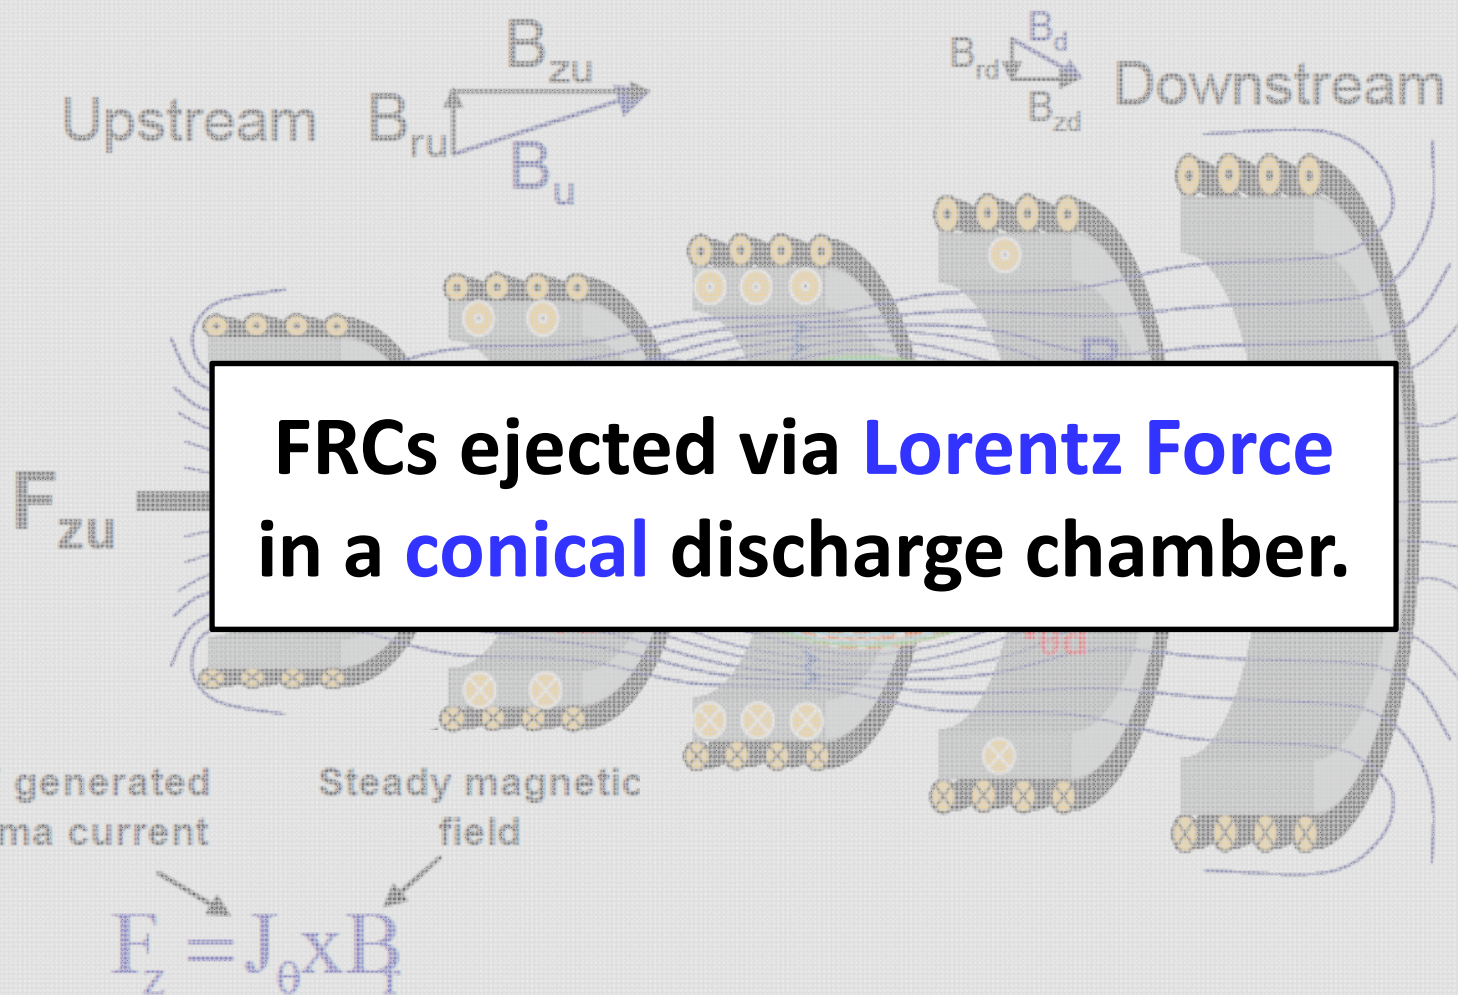 B_zu
B_rd B_d
Upstream B_ru Downstream
B_u B_zd
B
FRCs ejected via Lorentz Force
in a conical discharge chamber.
F_zu
θd
generated Steady magnetic
ma current field
F_z = J_θ x B_r